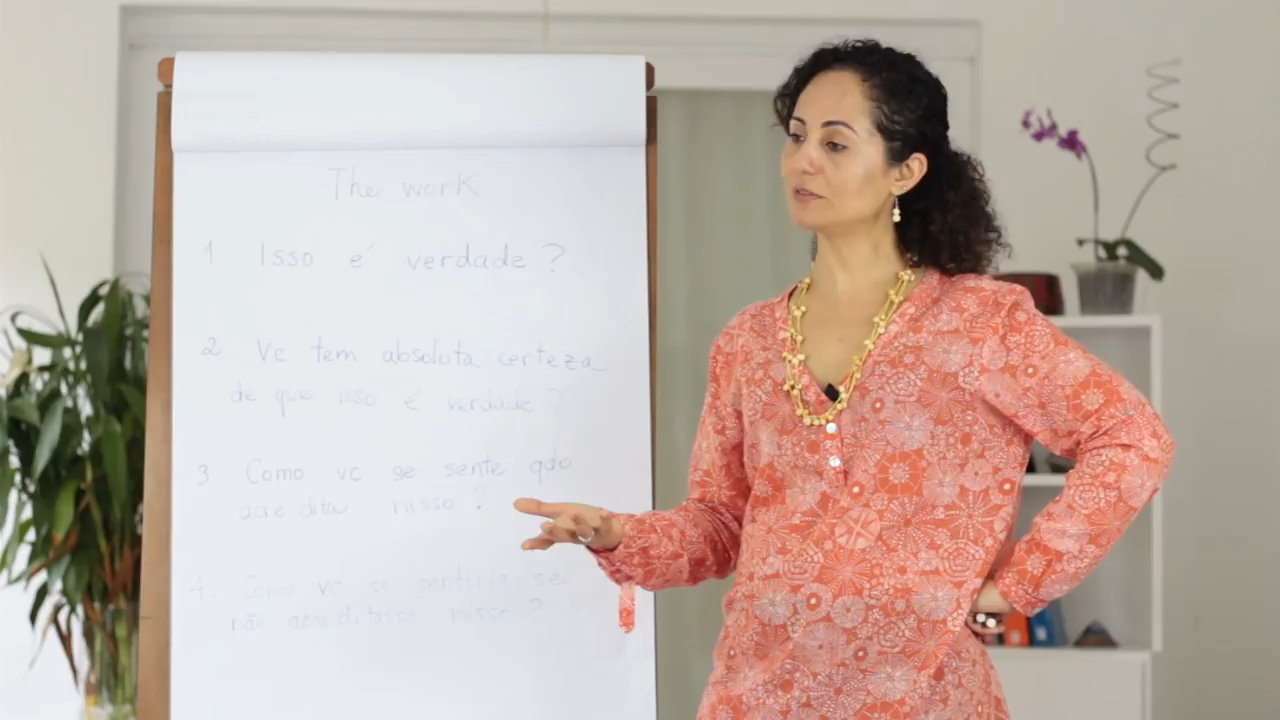 The work
1 Isso é verdade?
2 Vc tem absoluta certeza
de que isso é verdade?
3 Como vc se sente qdo
acredita nisso?
4. Como vc se sentiria se
não acreditasse nisso?